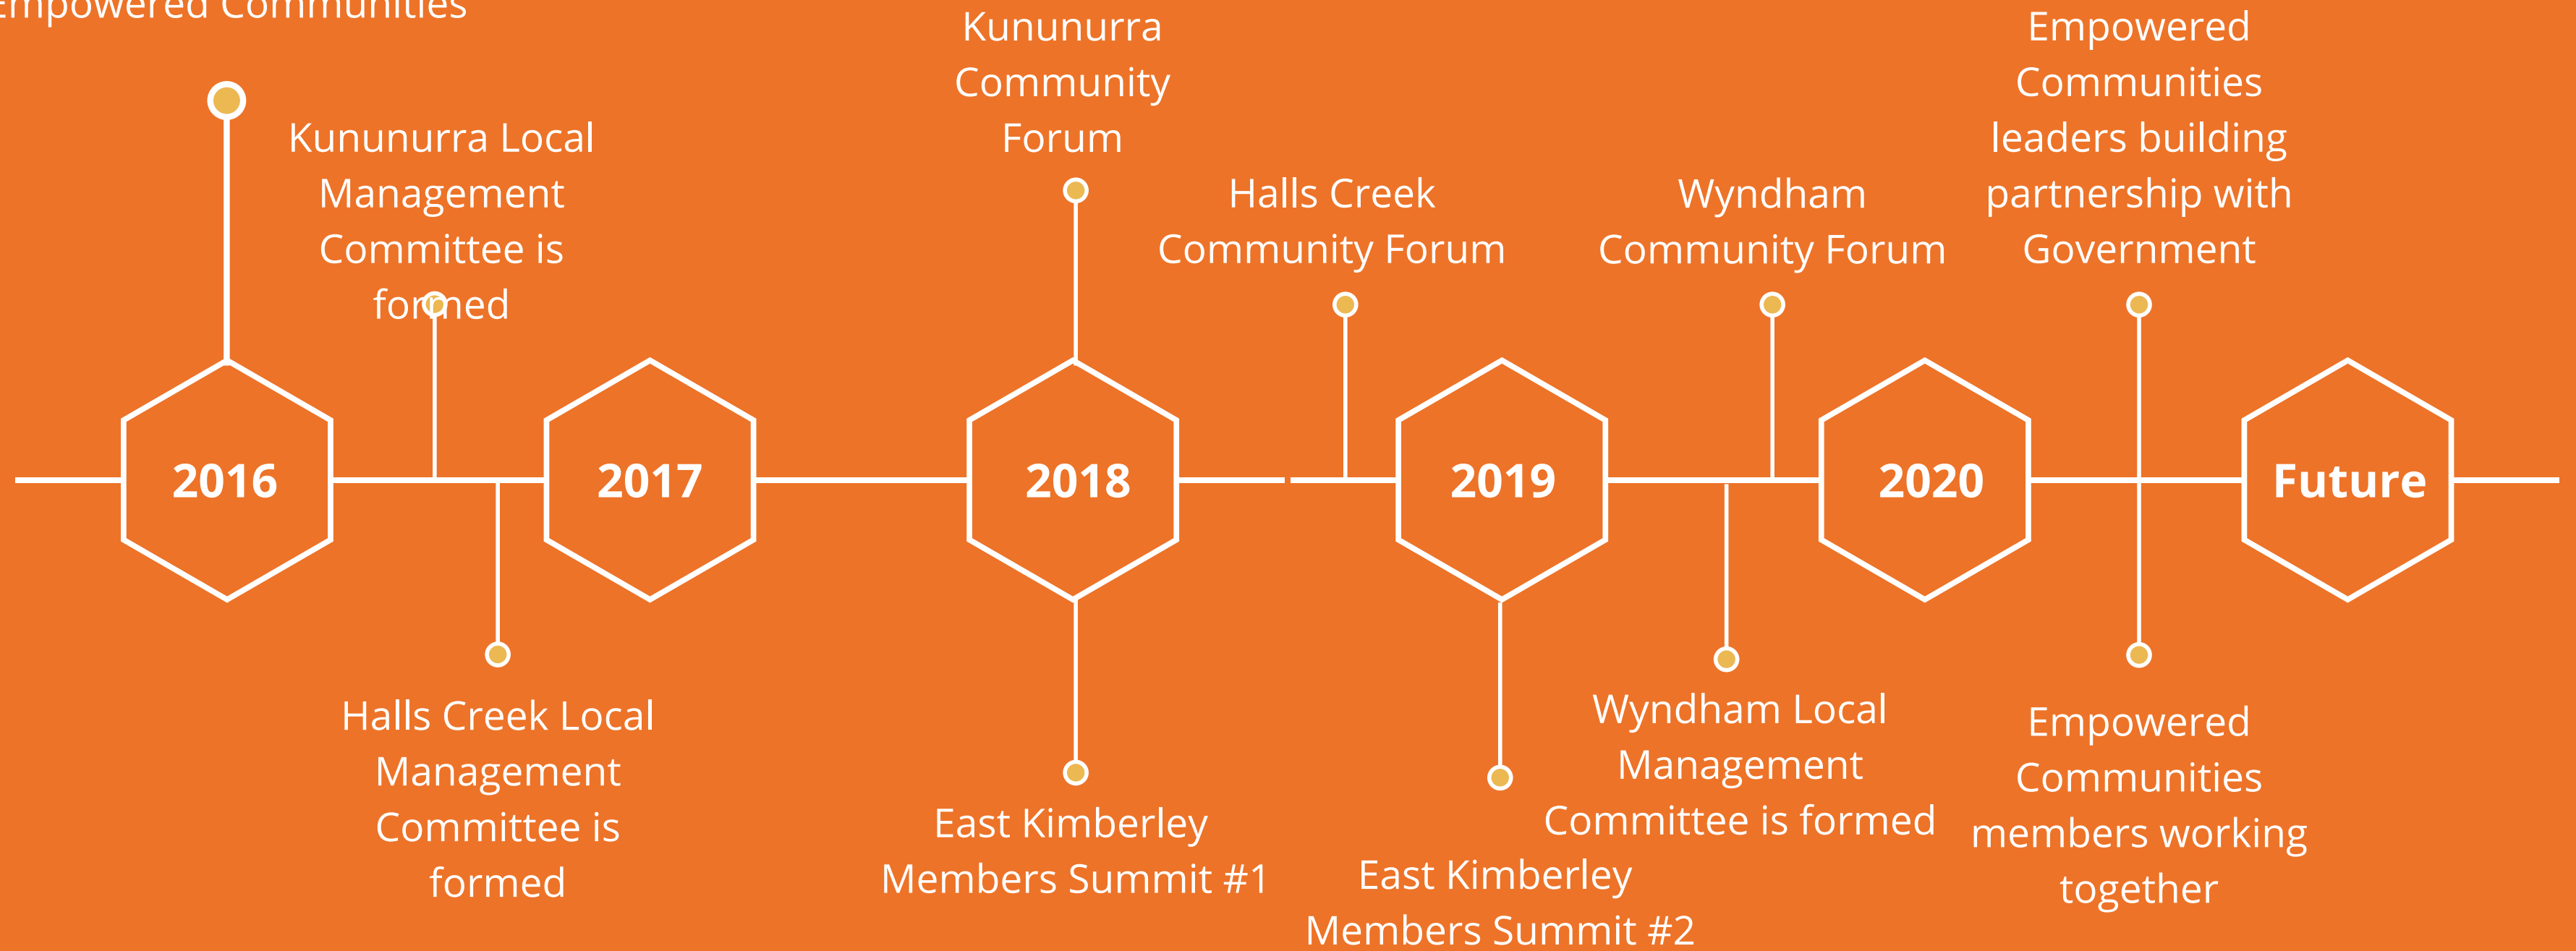 Empowered Communities
Kununurra Local
Management
Committee is
formed
Kununurra
Community
Forum
Halls Creek
Community Forum
Wyndham
Community Forum
Empowered
Communities
leaders building
partnership with
Government
2016
2017
2018
2019
2020
Future
Halls Creek Local
Management
Committee is
formed
East Kimberley
Members Summit #1
East Kimberley
Members Summit #2
Wyndham Local
Management
Committee is formed
Empowered
Communities
members working
together